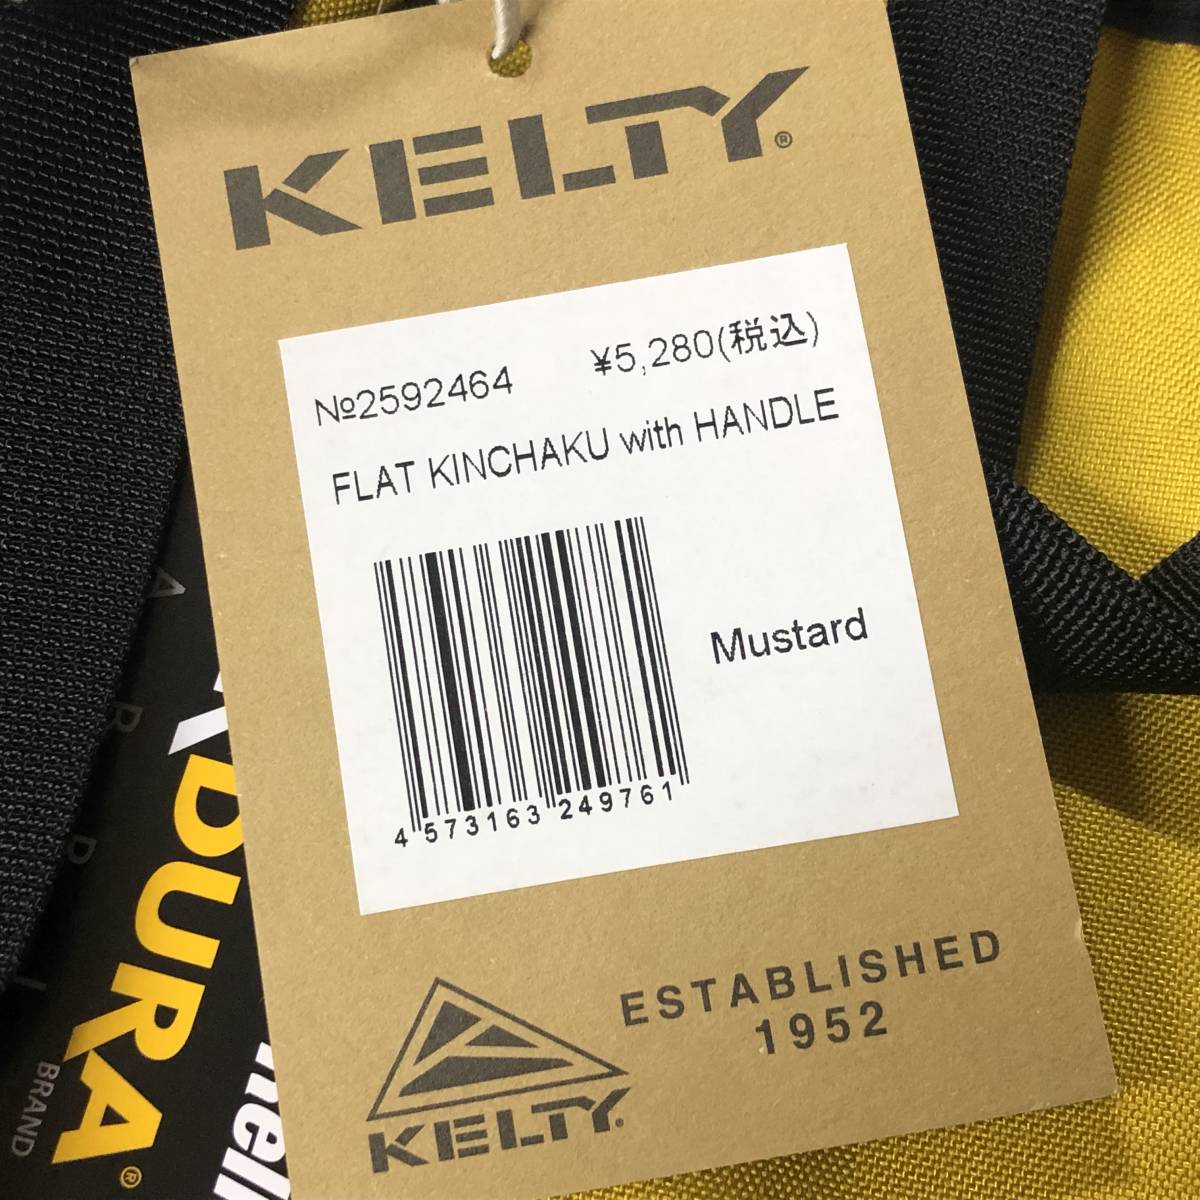 KELTY®
№2592464 ¥5,280(税込)
FLAT KINCHAKU with HANDLE
Mustard
4 573163 249761
ESTABLISHED
1952
KELTY®
DURA®
BRAND